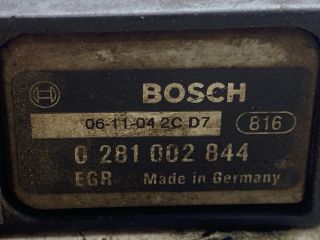 BOSCH
06-11-04 2C D7 816
0 281 002 844
EGR Made in Germany